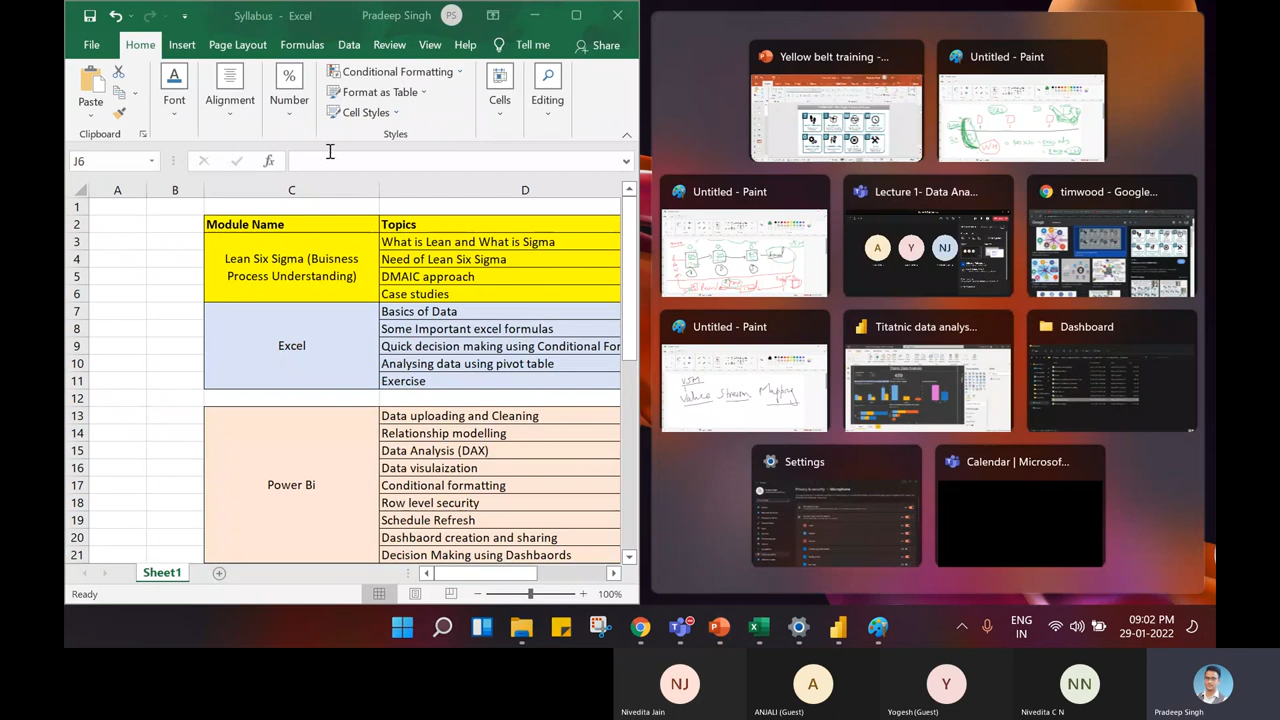 Syllabus - Excel
Pradeep Singh
PS
File Home Insert Page Layout Formulas Data Review View Help Tell me Share
Paste
Clipboard
Font
Alignment
%
Number
Conditional Formatting
Format as Table
Cell Styles
Styles
Cells
Editing
J6
fx
A B C D
1
2 Module Name Topics
3 What is Lean and What is Sigma
4 Need of Lean Six Sigma
Lean Six Sigma (Buisness
Process Understanding)
5 DMAIC approach
6 Case studies
7 Basics of Data
8 Some Important excel formulas
9 Excel Quick decision making using Conditional For
10 Analysing data using pivot table
11 Exercise
12
13 Data uploading and Cleaning
14 Relationship modelling
15 Data Analysis (DAX)
16 Data visulaization
17 Power Bi Conditional formatting
18 Row level security
19 Schedule Refresh
20 Dashbaord creation and sharing
21 Decision Making using Dashbaords
Sheet1
Ready
100%
Yellow belt training -...
Untitled - Paint
Untitled - Paint
Lecture 1- Data Ana...
A Y NJ
timwood - Google...
Untitled - Paint
VSM
Value Stream Mapping
Titatnic data analys...
Dashboard
Settings
Calendar | Microsof...
ENG
IN
09:02 PM
29-01-2022
NJ
Nivedita Jain
A
ANJALI (Guest)
Y
Yogesh (Guest)
NN
Nivedita C N
Pradeep Singh